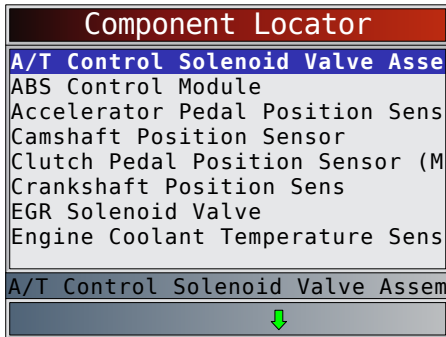 Component Locator
A/T Control Solenoid Valve Asse
ABS Control Module
Accelerator Pedal Position Sens
Camshaft Position Sensor
Clutch Pedal Position Sensor (M
Crankshaft Position Sens
EGR Solenoid Valve
Engine Coolant Temperature Sens
A/T Control Solenoid Valve Assem